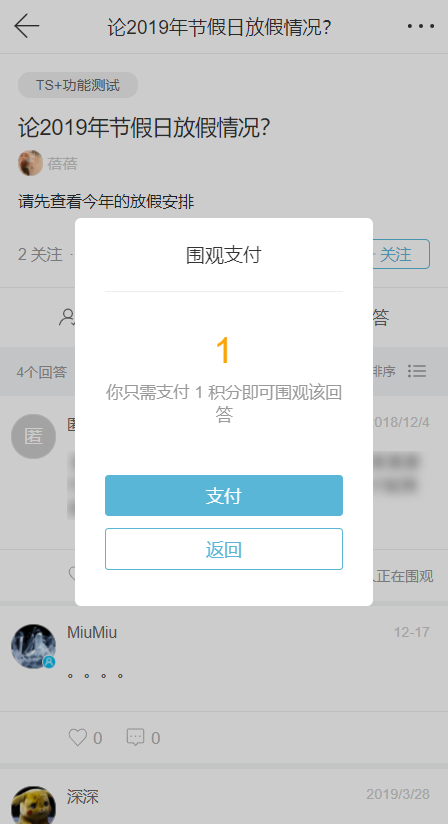 论2019年节假日放假情况?
TS+功能测试
论2019年节假日放假情况?
蓓蓓
请先查看今年的放假安排
2 关注 ·
关注
围观支付
1
你只需支付 1 积分即可围观该回
答
支付
返回
答
4个回答
排序
匿
2018/12/4
人正在围观
MiuMiu
12-17
。。。。
0
0
深深
2019/3/28